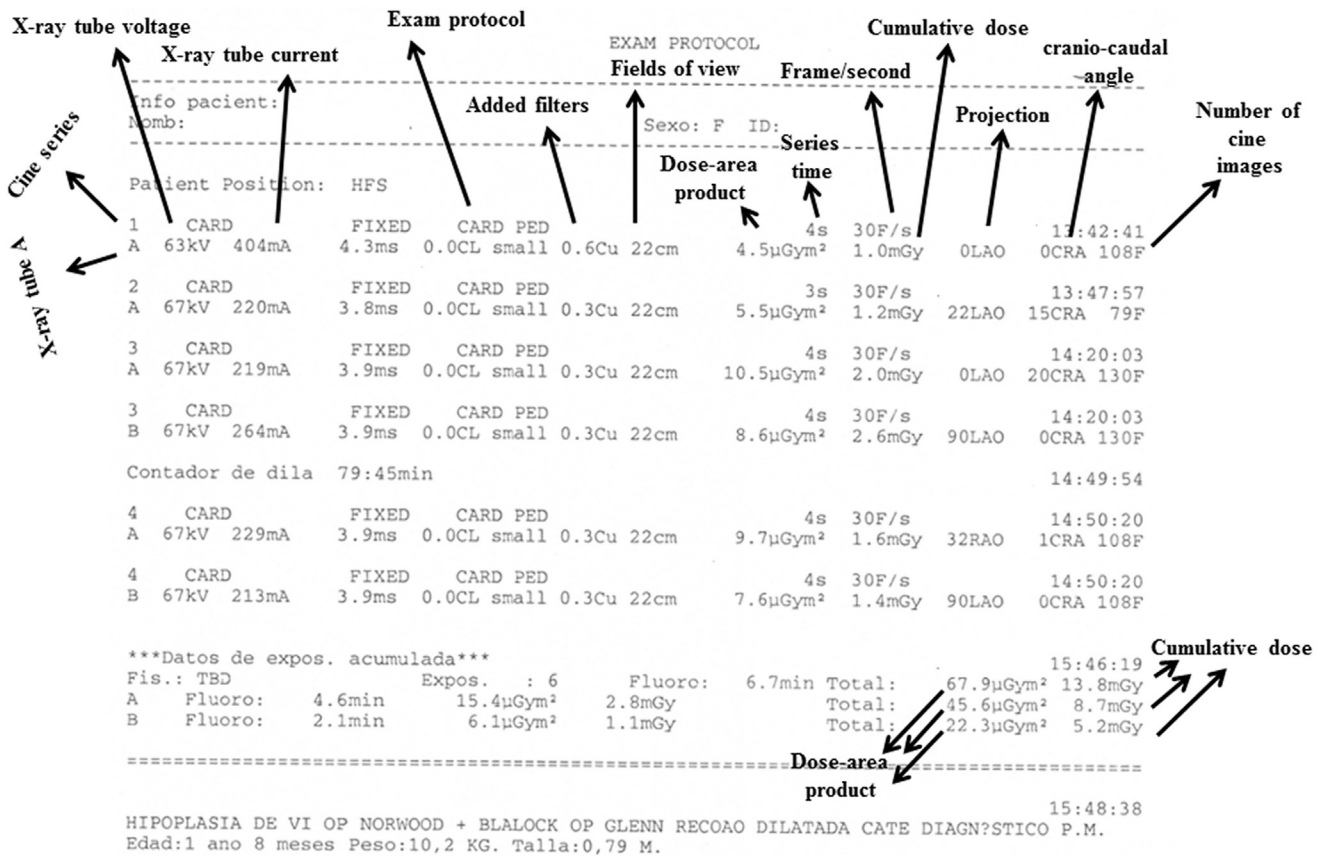 X-ray tube voltage
X-ray tube current
Exam protocol
EXAM PROTOCOL
Fields of view
Added filters
Cumulative dose
Frame/second
cranio-caudal
angle
Projection
Number of
cine
images
Series
time
Dose-area
product
Cine series
X-ray tube A
Info pacient:
Nomb: Sexo: F ID:
Patient Position: HFS
1 CARD FIXED CARD PED 4s 30F/s 13:42:41
A 63kV 404mA 4.3ms 0.0CL small 0.6Cu 22cm 4.5µGym² 1.0mGy 0LAO 0CRA 108F
2 CARD FIXED CARD PED 3s 30F/s 13:47:57
A 67kV 220mA 3.8ms 0.0CL small 0.3Cu 22cm 5.5µGym² 1.2mGy 22LAO 15CRA 79F
3 CARD FIXED CARD PED 4s 30F/s 14:20:03
A 67kV 219mA 3.9ms 0.0CL small 0.3Cu 22cm 10.5µGym² 2.0mGy 0LAO 20CRA 130F
3 CARD FIXED CARD PED 4s 30F/s 14:20:03
B 67kV 264mA 3.9ms 0.0CL small 0.3Cu 22cm 8.6µGym² 2.6mGy 90LAO 0CRA 130F
Contador de dila 79:45min 14:49:54
4 CARD FIXED CARD PED 4s 30F/s 14:50:20
A 67kV 229mA 3.9ms 0.0CL small 0.3Cu 22cm 9.7µGym² 1.6mGy 32RAO 1CRA 108F
4 CARD FIXED CARD PED 4s 30F/s 14:50:20
B 67kV 213mA 3.9ms 0.0CL small 0.3Cu 22cm 7.6µGym² 1.4mGy 90LAO 0CRA 108F
***Datos de expos. acumulada*** 15:46:19
Fis.: TBD Expos. : 6 Fluoro: 6.7min Total: 67.9µGym² 13.8mGy
A Fluoro: 4.6min 15.4µGym² 2.8mGy Total: 45.6µGym² 8.7mGy
B Fluoro: 2.1min 6.1µGym² 1.1mGy Total: 22.3µGym² 5.2mGy
Cumulative dose
Dose-area
product
15:48:38
HIPOPLASIA DE VI OP NORWOOD + BLALOCK OP GLENN RECOAO DILATADA CATE DIAGN?STICO P.M.
Edad:1 ano 8 meses Peso:10,2 KG. Talla:0,79 M.